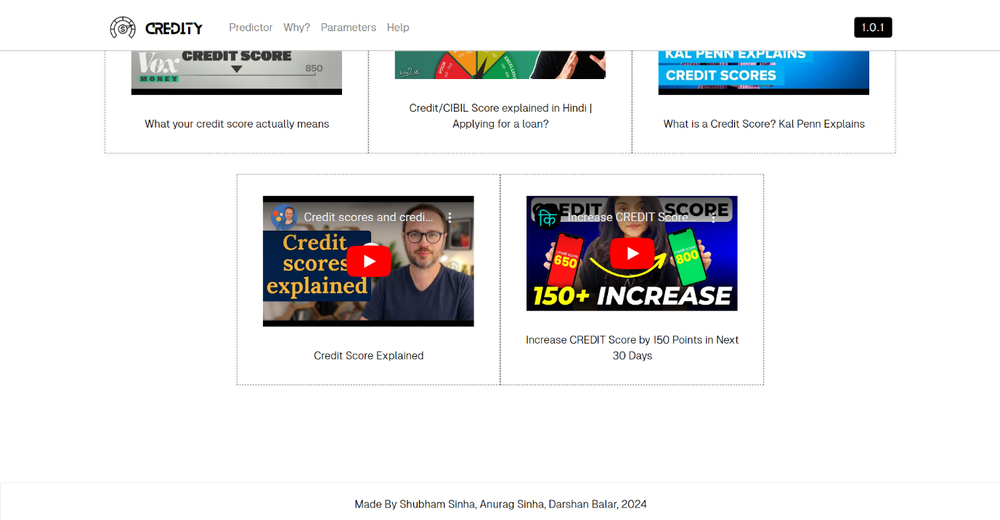 CREDITY
Predictor Why? Parameters Help
1.0.1
Vox
MONEY
CREDIT SCORE
850
POOR
EXCELLENT
KAL PENN EXPLAINS
CREDIT SCORES
What your credit score actually means
Credit/CIBIL Score explained in Hindi |
Applying for a loan?
What is a Credit Score? Kal Penn Explains
Credit scores and credi...
Credit
scores
explained
Credit Score Explained
CREDIT SCORE
कि
Increase CREDIT Score...
credit score
650
credit score
800
150+ INCREASE
Increase CREDIT Score by 150 Points in Next
30 Days
Made By Shubham Sinha, Anurag Sinha, Darshan Balar, 2024